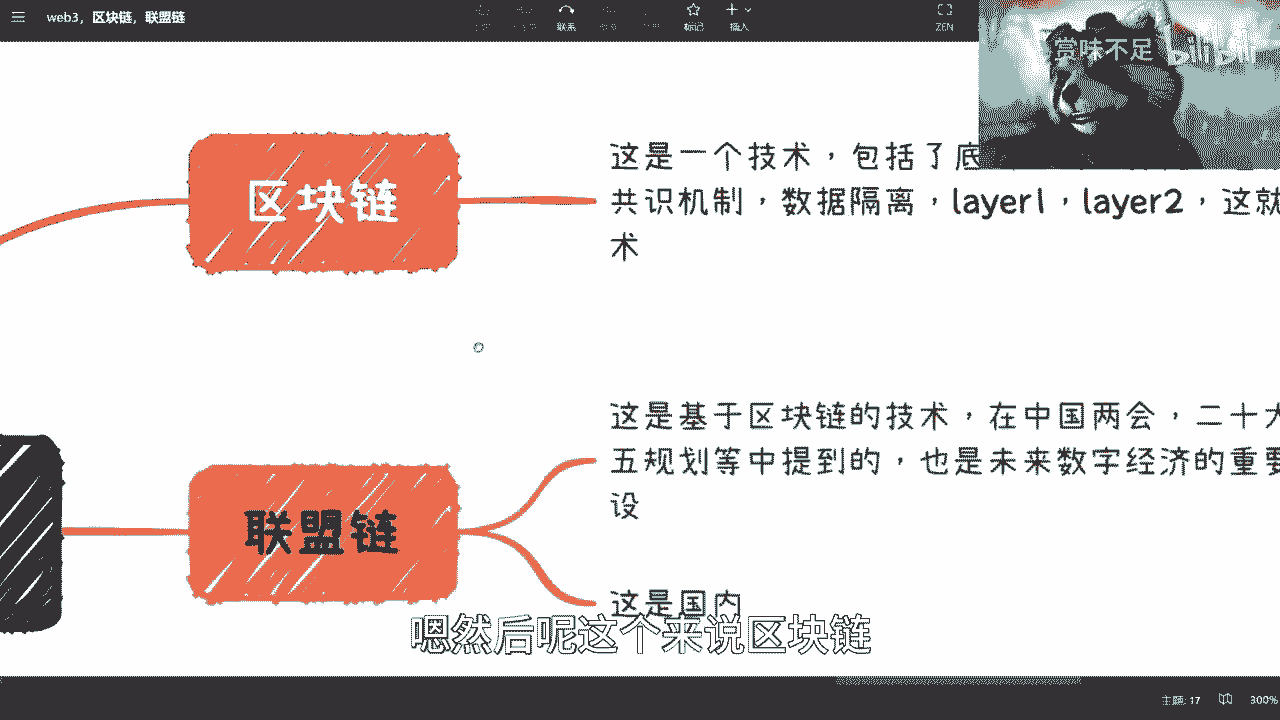 web3，区块链，联盟链
联系
标记
插入
ZEN
赏味不足 bilibili
区块链
这是一个技术，包括了底
共识机制，数据隔离，layer1，layer2，这就
术
联盟链
这是基于区块链的技术，在中国两会，二十大
五规划等中提到的，也是未来数字经济的重要
设
这是国内
嗯然后呢这个来说区块链
主题: 17
300%